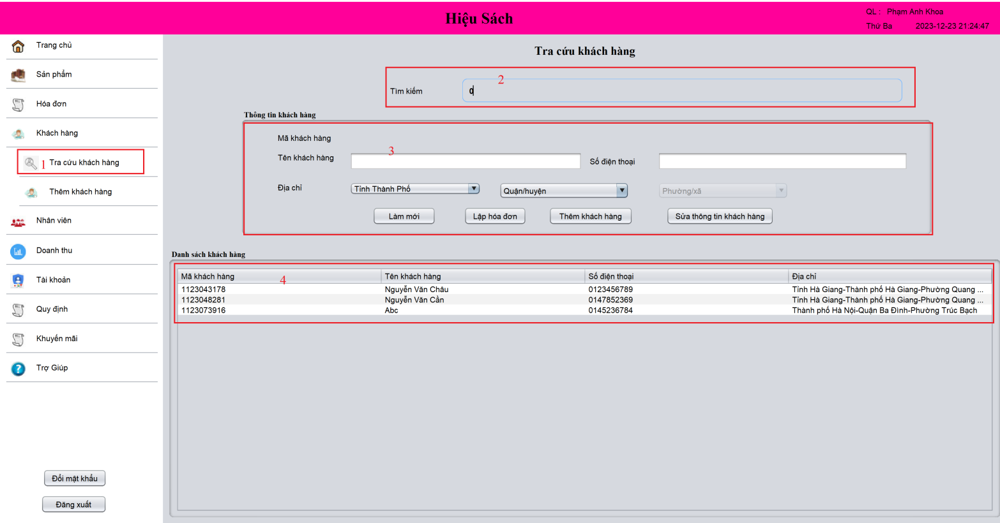 Hiệu Sách
QL : Phạm Anh Khoa
Thứ Ba 2023-12-23 21:24:47
Trang chủ
Sản phẩm
Hóa đơn
Khách hàng
1 Tra cứu khách hàng
Thêm khách hàng
Nhân viên
Doanh thu
Tài khoản
Quy định
Khuyến mãi
Trợ Giúp
Đổi mật khẩu
Đăng xuất
Tra cứu khách hàng
2
Tìm kiếm
Thông tin khách hàng
Mã khách hàng
3
Tên khách hàng
Số điện thoại
Địa chỉ
Tỉnh Thành Phố
Quận/huyện
Phường/xã
Làm mới
Lập hóa đơn
Thêm khách hàng
Sửa thông tin khách hàng
Danh sách khách hàng
Mã khách hàng 4 Tên khách hàng Số điện thoại Địa chỉ
1123043178 Nguyễn Văn Châu 0123456789 Tỉnh Hà Giang-Thành phố Hà Giang-Phường Quang ...
1123048281 Nguyễn Văn Cần 0147852369 Tỉnh Hà Giang-Thành phố Hà Giang-Phường Quang ...
1123073916 Abc 0145236784 Thành phố Hà Nội-Quận Ba Đình-Phường Trúc Bạch